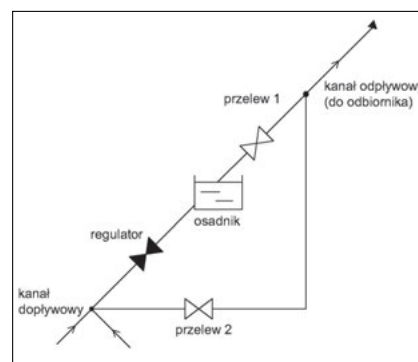 przelew 1
kanał odpływowy
(do odbiornika)
osadnik
regulator
kanał
dopływowy
przelew 2